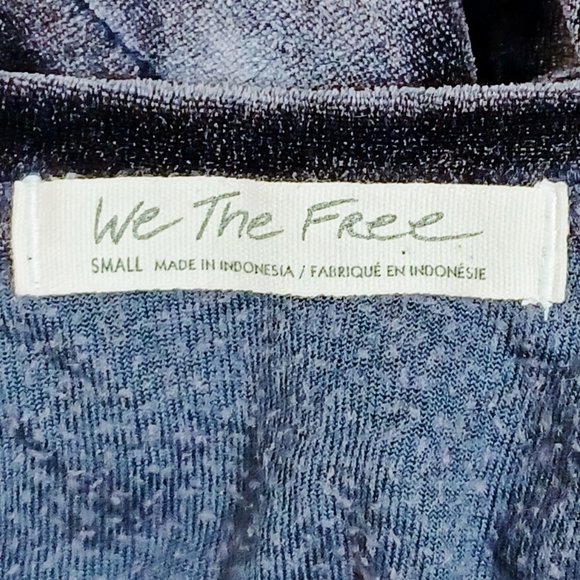 We The Free
SMALL MADE IN INDONESIA / FABRIQUÉ EN INDONÉSIE